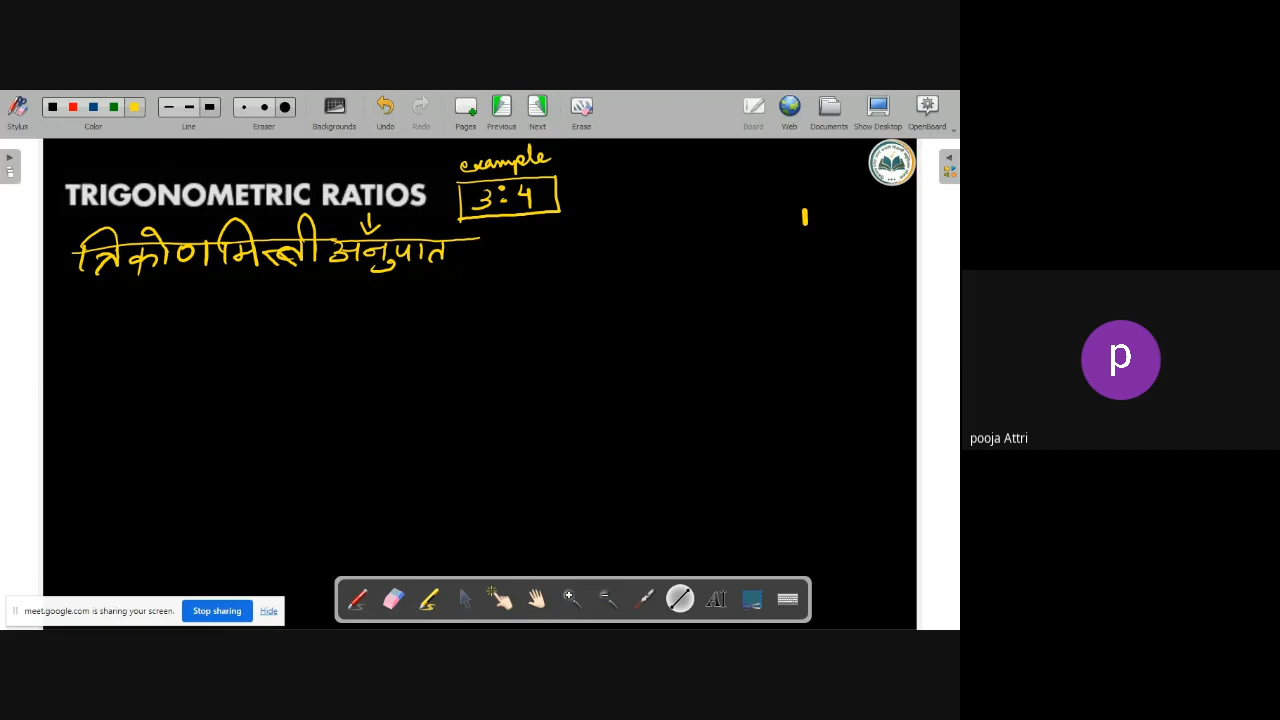 Stylus
Color
Line
Eraser
Backgrounds
Undo
Redo
Pages
Previous
Next
Erase
Board
Web
Documents
Show Desktop
OpenBoard
example
3:4
TRIGONOMETRIC RATIOS
अनुपात
p
pooja Attri
AI
meet.google.com is sharing your screen.
Stop sharing
Hide